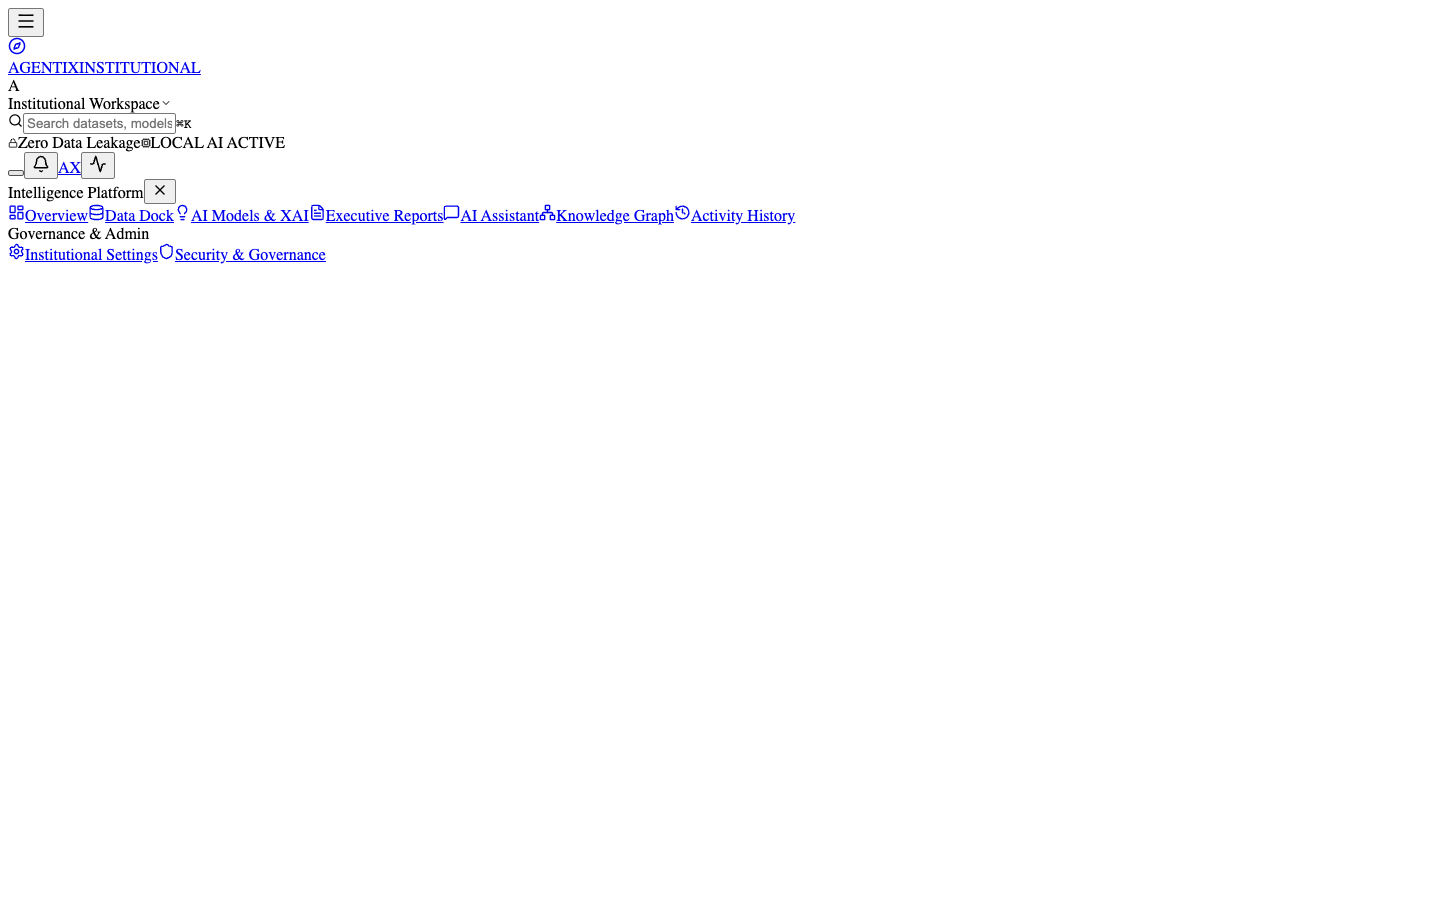 AGENTIXINSTITUTIONAL
A
Institutional Workspace
Search datasets, models ⌘K
Zero Data Leakage LOCAL AI ACTIVE
AX
Intelligence Platform
Overview Data Dock AI Models & XAI Executive Reports AI Assistant Knowledge Graph Activity History
Governance & Admin
Institutional Settings Security & Governance